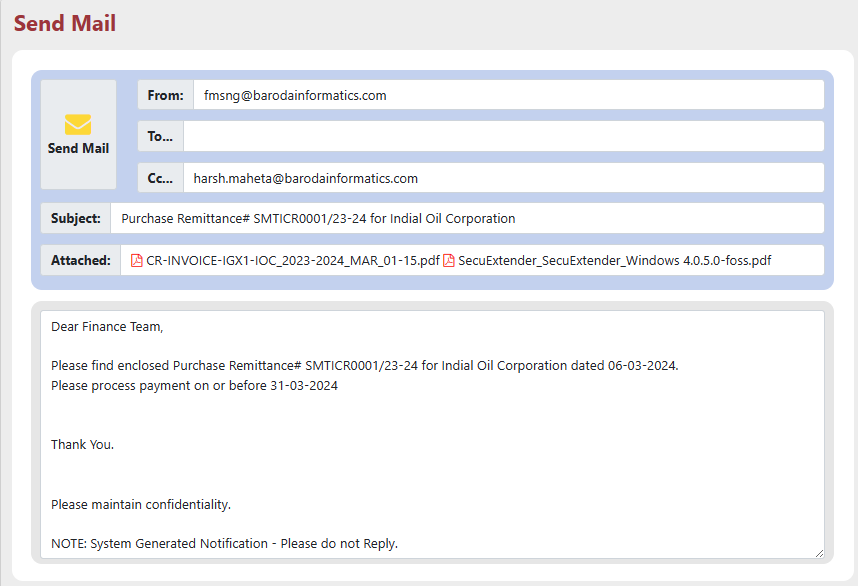 Send Mail
Send Mail
From: fmsng@barodainformatics.com
To...
Cc... harsh.maheta@barodainformatics.com
Subject: Purchase Remittance# SMTICR0001/23-24 for Indial Oil Corporation
Attached: CR-INVOICE-IGX1-IOC_2023-2024_MAR_01-15.pdf SecuExtender_SecuExtender_Windows 4.0.5.0-foss.pdf
Dear Finance Team,
Please find enclosed Purchase Remittance# SMTICR0001/23-24 for Indial Oil Corporation dated 06-03-2024.
Please process payment on or before 31-03-2024
Thank You.
Please maintain confidentiality.
NOTE: System Generated Notification - Please do not Reply.